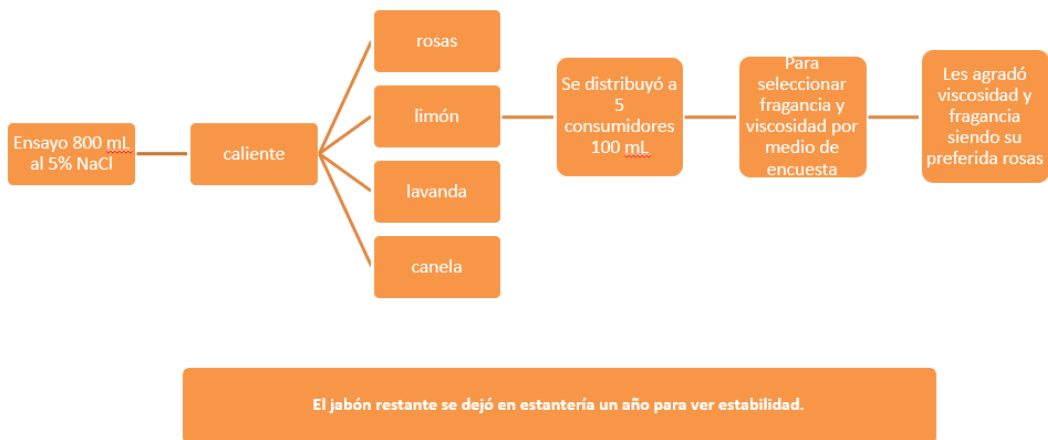 Ensayo 800 mL
al 5% NaCl
caliente
rosas
limón
lavanda
canela
Se distribuyó a
5
consumidores
100 mL
Para
seleccionar
fragancia y
viscosidad por
medio de
encuesta
Les agradó
viscosidad y
fragancia
siendo su
preferida rosas
El jabón restante se dejó en estantería un año para ver estabilidad.